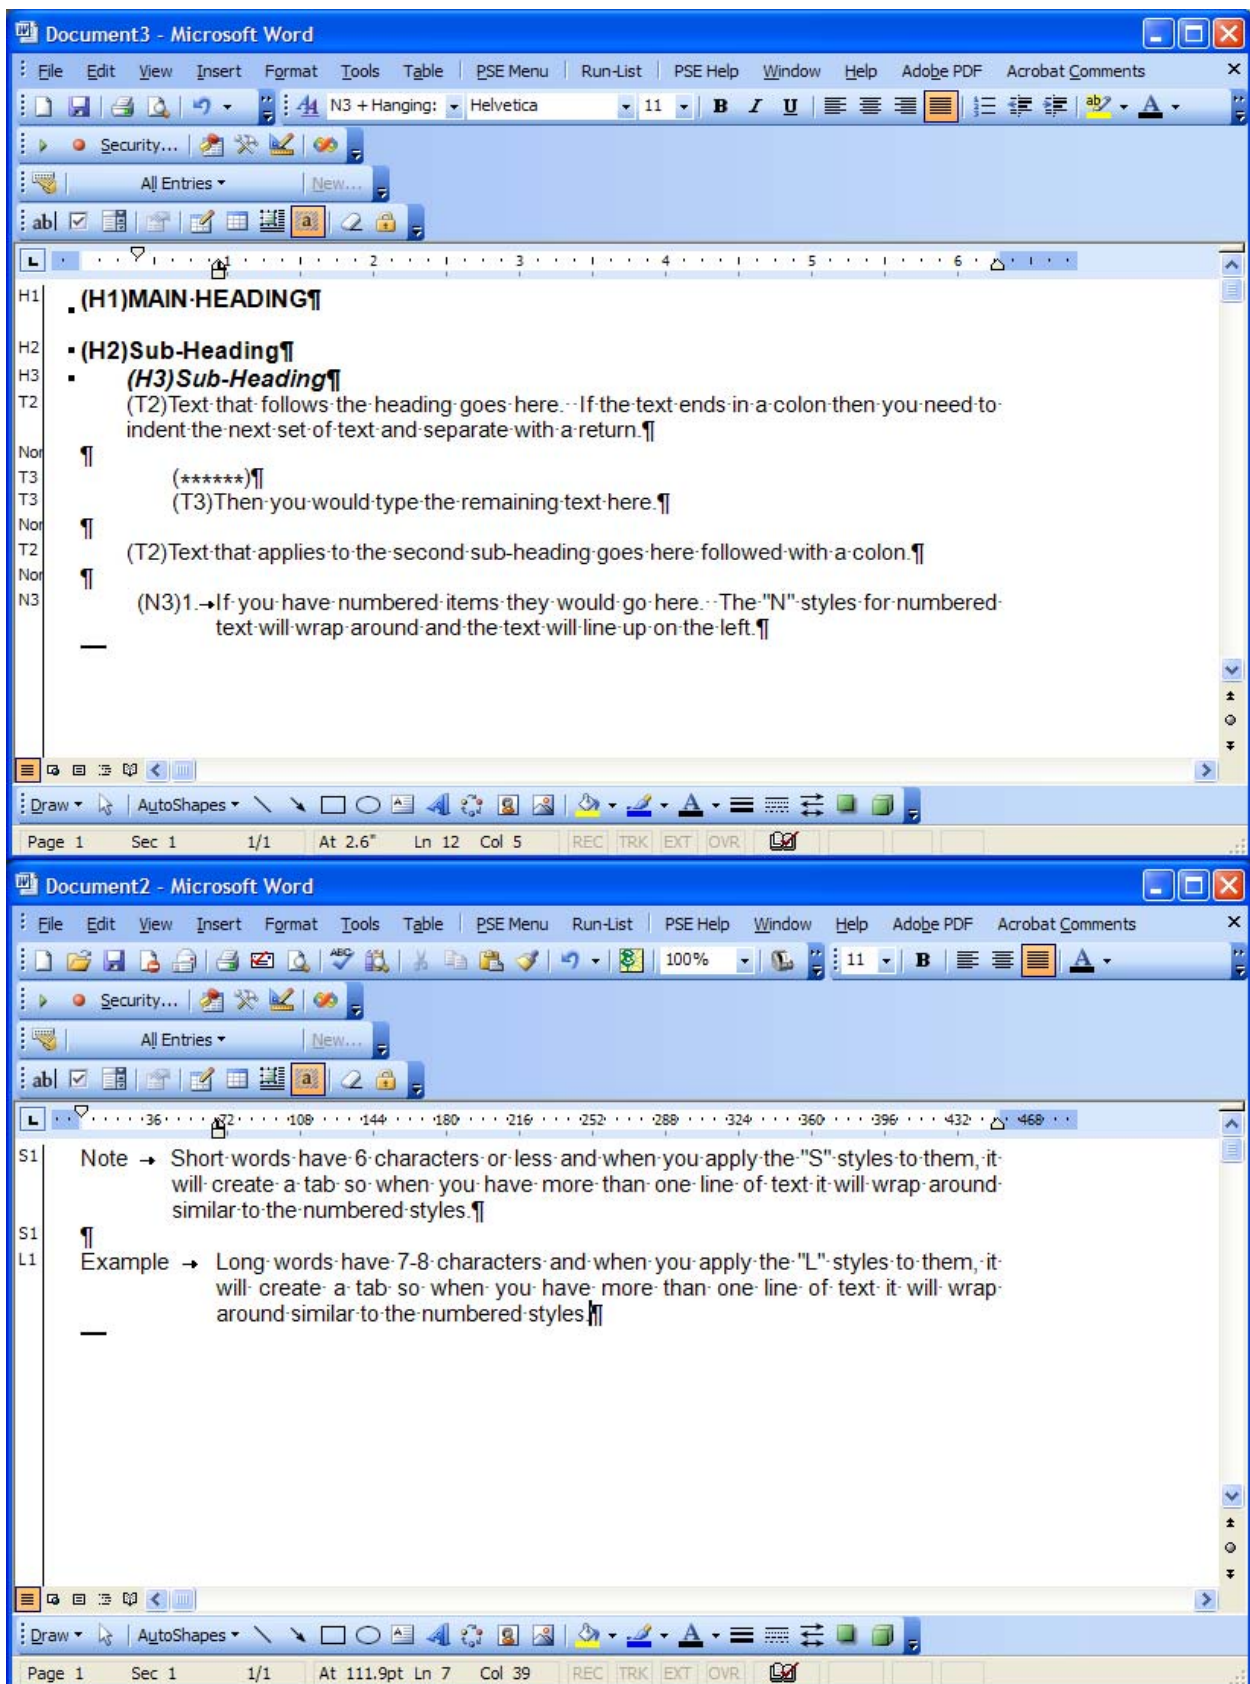 Document3 - Microsoft Word
File Edit View Insert Format Tools Table PSE Menu Run-List PSE Help Window Help Adobe PDF Acrobat Comments
N3 + Hanging: Helvetica 11 B I U
Security...
All Entries New...
ab
1 2 3 4 5 6
H1 (H1)MAIN·HEADING¶
H2 (H2)Sub-Heading¶
H3 (H3)Sub-Heading¶
T2 (T2)Text·that·follows·the·heading·goes·here.··If·the·text·ends·in·a·colon·then·you·need·to·
indent·the·next·set·of·text·and·separate·with·a·return.¶
Nor ¶
T3 (******)¶
T3 (T3)Then·you·would·type·the·remaining·text·here.¶
Nor ¶
T2 (T2)Text·that·applies·to·the·second·sub-heading·goes·here·followed·with·a·colon.¶
Nor ¶
N3 (N3)1.→If·you·have·numbered·items·they·would·go·here.··The·"N"·styles·for·numbered·
text·will·wrap·around·and·the·text·will·line·up·on·the·left.¶
Draw AutoShapes
Page 1 Sec 1 1/1 At 2.6" Ln 12 Col 5 REC TRK EXT OVR
Document2 - Microsoft Word
File Edit View Insert Format Tools Table PSE Menu Run-List PSE Help Window Help Adobe PDF Acrobat Comments
100% 11 B
Security...
All Entries New...
ab
36 72 108 144 180 216 252 288 324 360 396 432 468
S1 Note → Short·words·have·6·characters·or·less·and·when·you·apply·the·"S"·styles·to·them,·it·
will·create·a·tab·so·when·you·have·more·than·one·line·of·text·it·will·wrap·around·
similar·to·the·numbered·styles.¶
S1 ¶
L1 Example → Long·words·have·7-8·characters·and·when·you·apply·the·"L"·styles·to·them,·it·
will·create·a·tab·so·when·you·have·more·than·one·line·of·text·it·will·wrap·
around·similar·to·the·numbered·styles.¶
Draw AutoShapes
Page 1 Sec 1 1/1 At 111.9pt Ln 7 Col 39 REC TRK EXT OVR